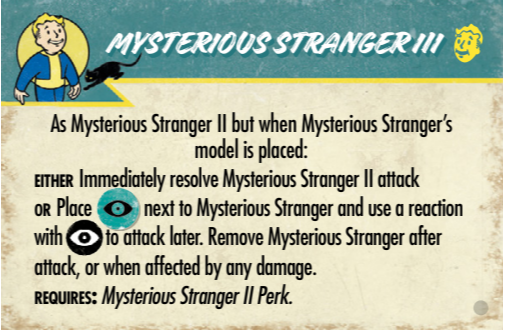 MYSTERIOUS STRANGER III
As Mysterious Stranger II but when Mysterious Stranger's
model is placed:
EITHER Immediately resolve Mysterious Stranger II attack
OR Place next to Mysterious Stranger and use a reaction
with to attack later. Remove Mysterious Stranger after
attack, or when affected by any damage.
REQUIRES: Mysterious Stranger II Perk.